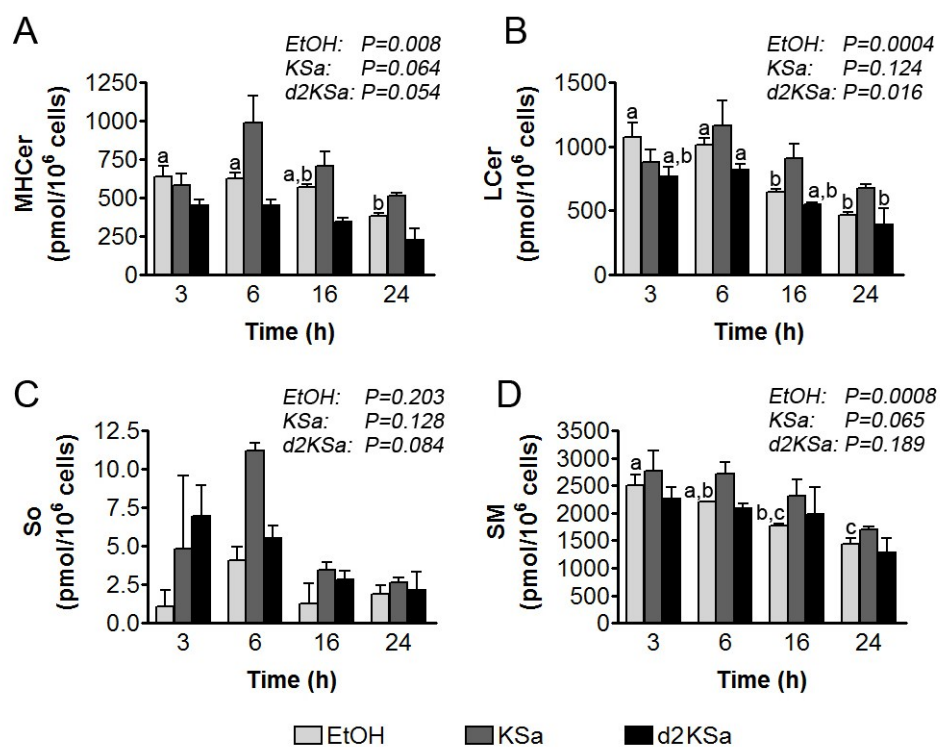 A
EtOH: P=0.008
KSa: P=0.064
d2KSa: P=0.054
MHCer
(pmol/10⁶ cells)
1250
1000
750
500
250
0
a
a
a,b
b
3 6 16 24
Time (h)
B
EtOH: P=0.0004
KSa: P=0.124
d2KSa: P=0.016
LCer
(pmol/10⁶ cells)
1500
1000
500
0
a
a,b
a
a
b
a,b
b
b
3 6 16 24
Time (h)
C
EtOH: P=0.203
KSa: P=0.128
d2KSa: P=0.084
So
(pmol/10⁶ cells)
12.5
10.0
7.5
5.0
2.5
0.0
3 6 16 24
Time (h)
D
EtOH: P=0.0008
KSa: P=0.065
d2KSa: P=0.189
SM
(pmol/10⁶ cells)
3500
3000
2500
2000
1500
1000
500
0
a
a,b
b,c
c
3 6 16 24
Time (h)
EtOH KSa d2KSa